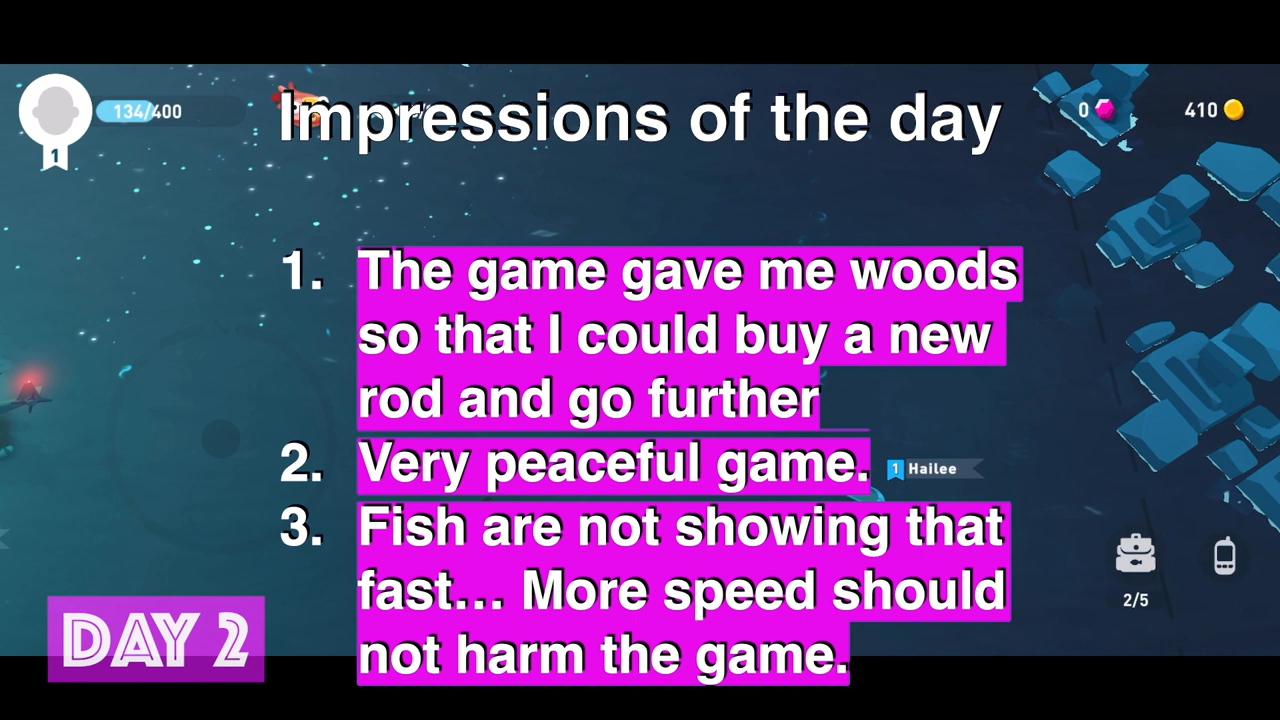 134/400
1
Impressions of the day
0
410
1. The game gave me woods
so that I could buy a new
rod and go further
2. Very peaceful game.
1 Hailee
3. Fish are not showing that
fast... More speed should
not harm the game.
2/5
DAY 2